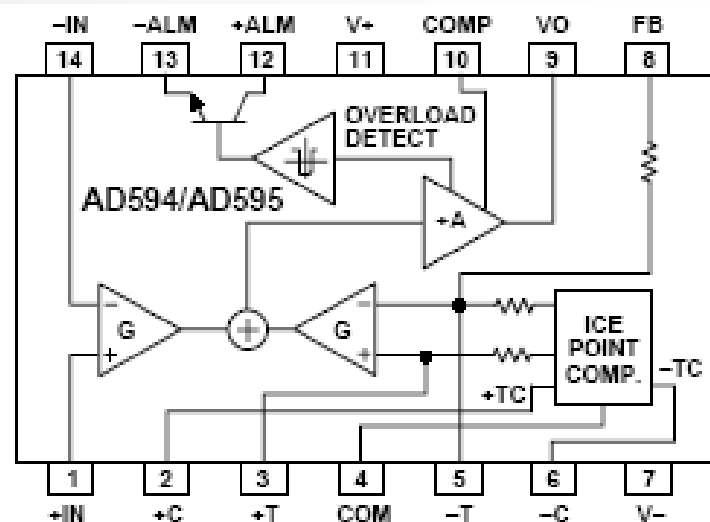 –IN –ALM +ALM V+ COMP VO FB
14 13 12 11 10 9 8
OVERLOAD
DETECT
AD594/AD595
+A
– G +
– G +
ICE
POINT
COMP.
+TC
–TC
1 2 3 4 5 6 7
+IN +C +T COM –T –C V–